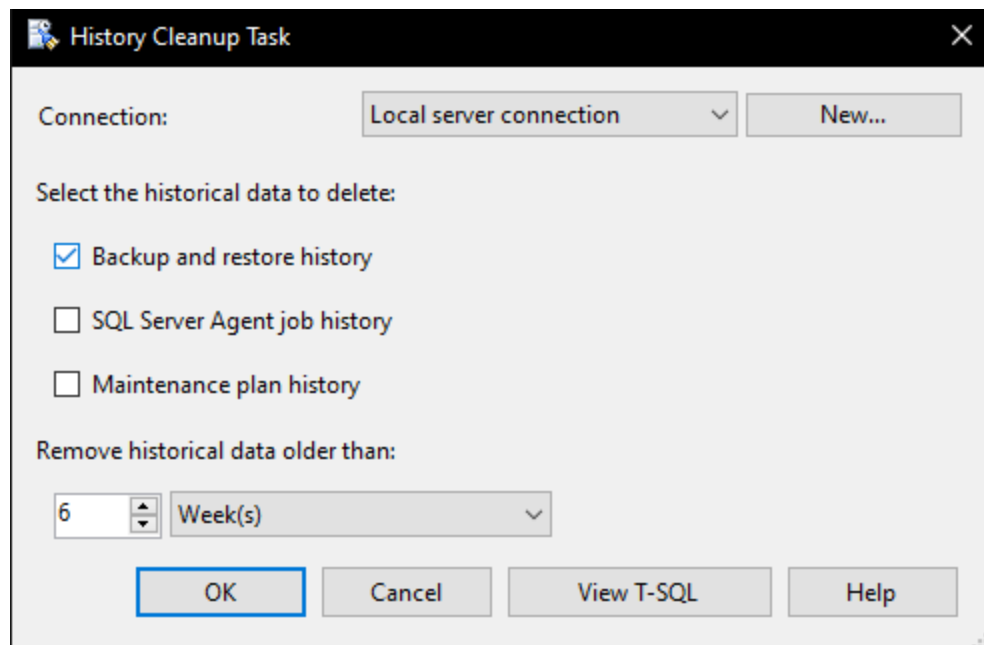 History Cleanup Task
Connection: Local server connection New...
Select the historical data to delete:
Backup and restore history
SQL Server Agent job history
Maintenance plan history
Remove historical data older than:
6 Week(s)
OK Cancel View T-SQL Help